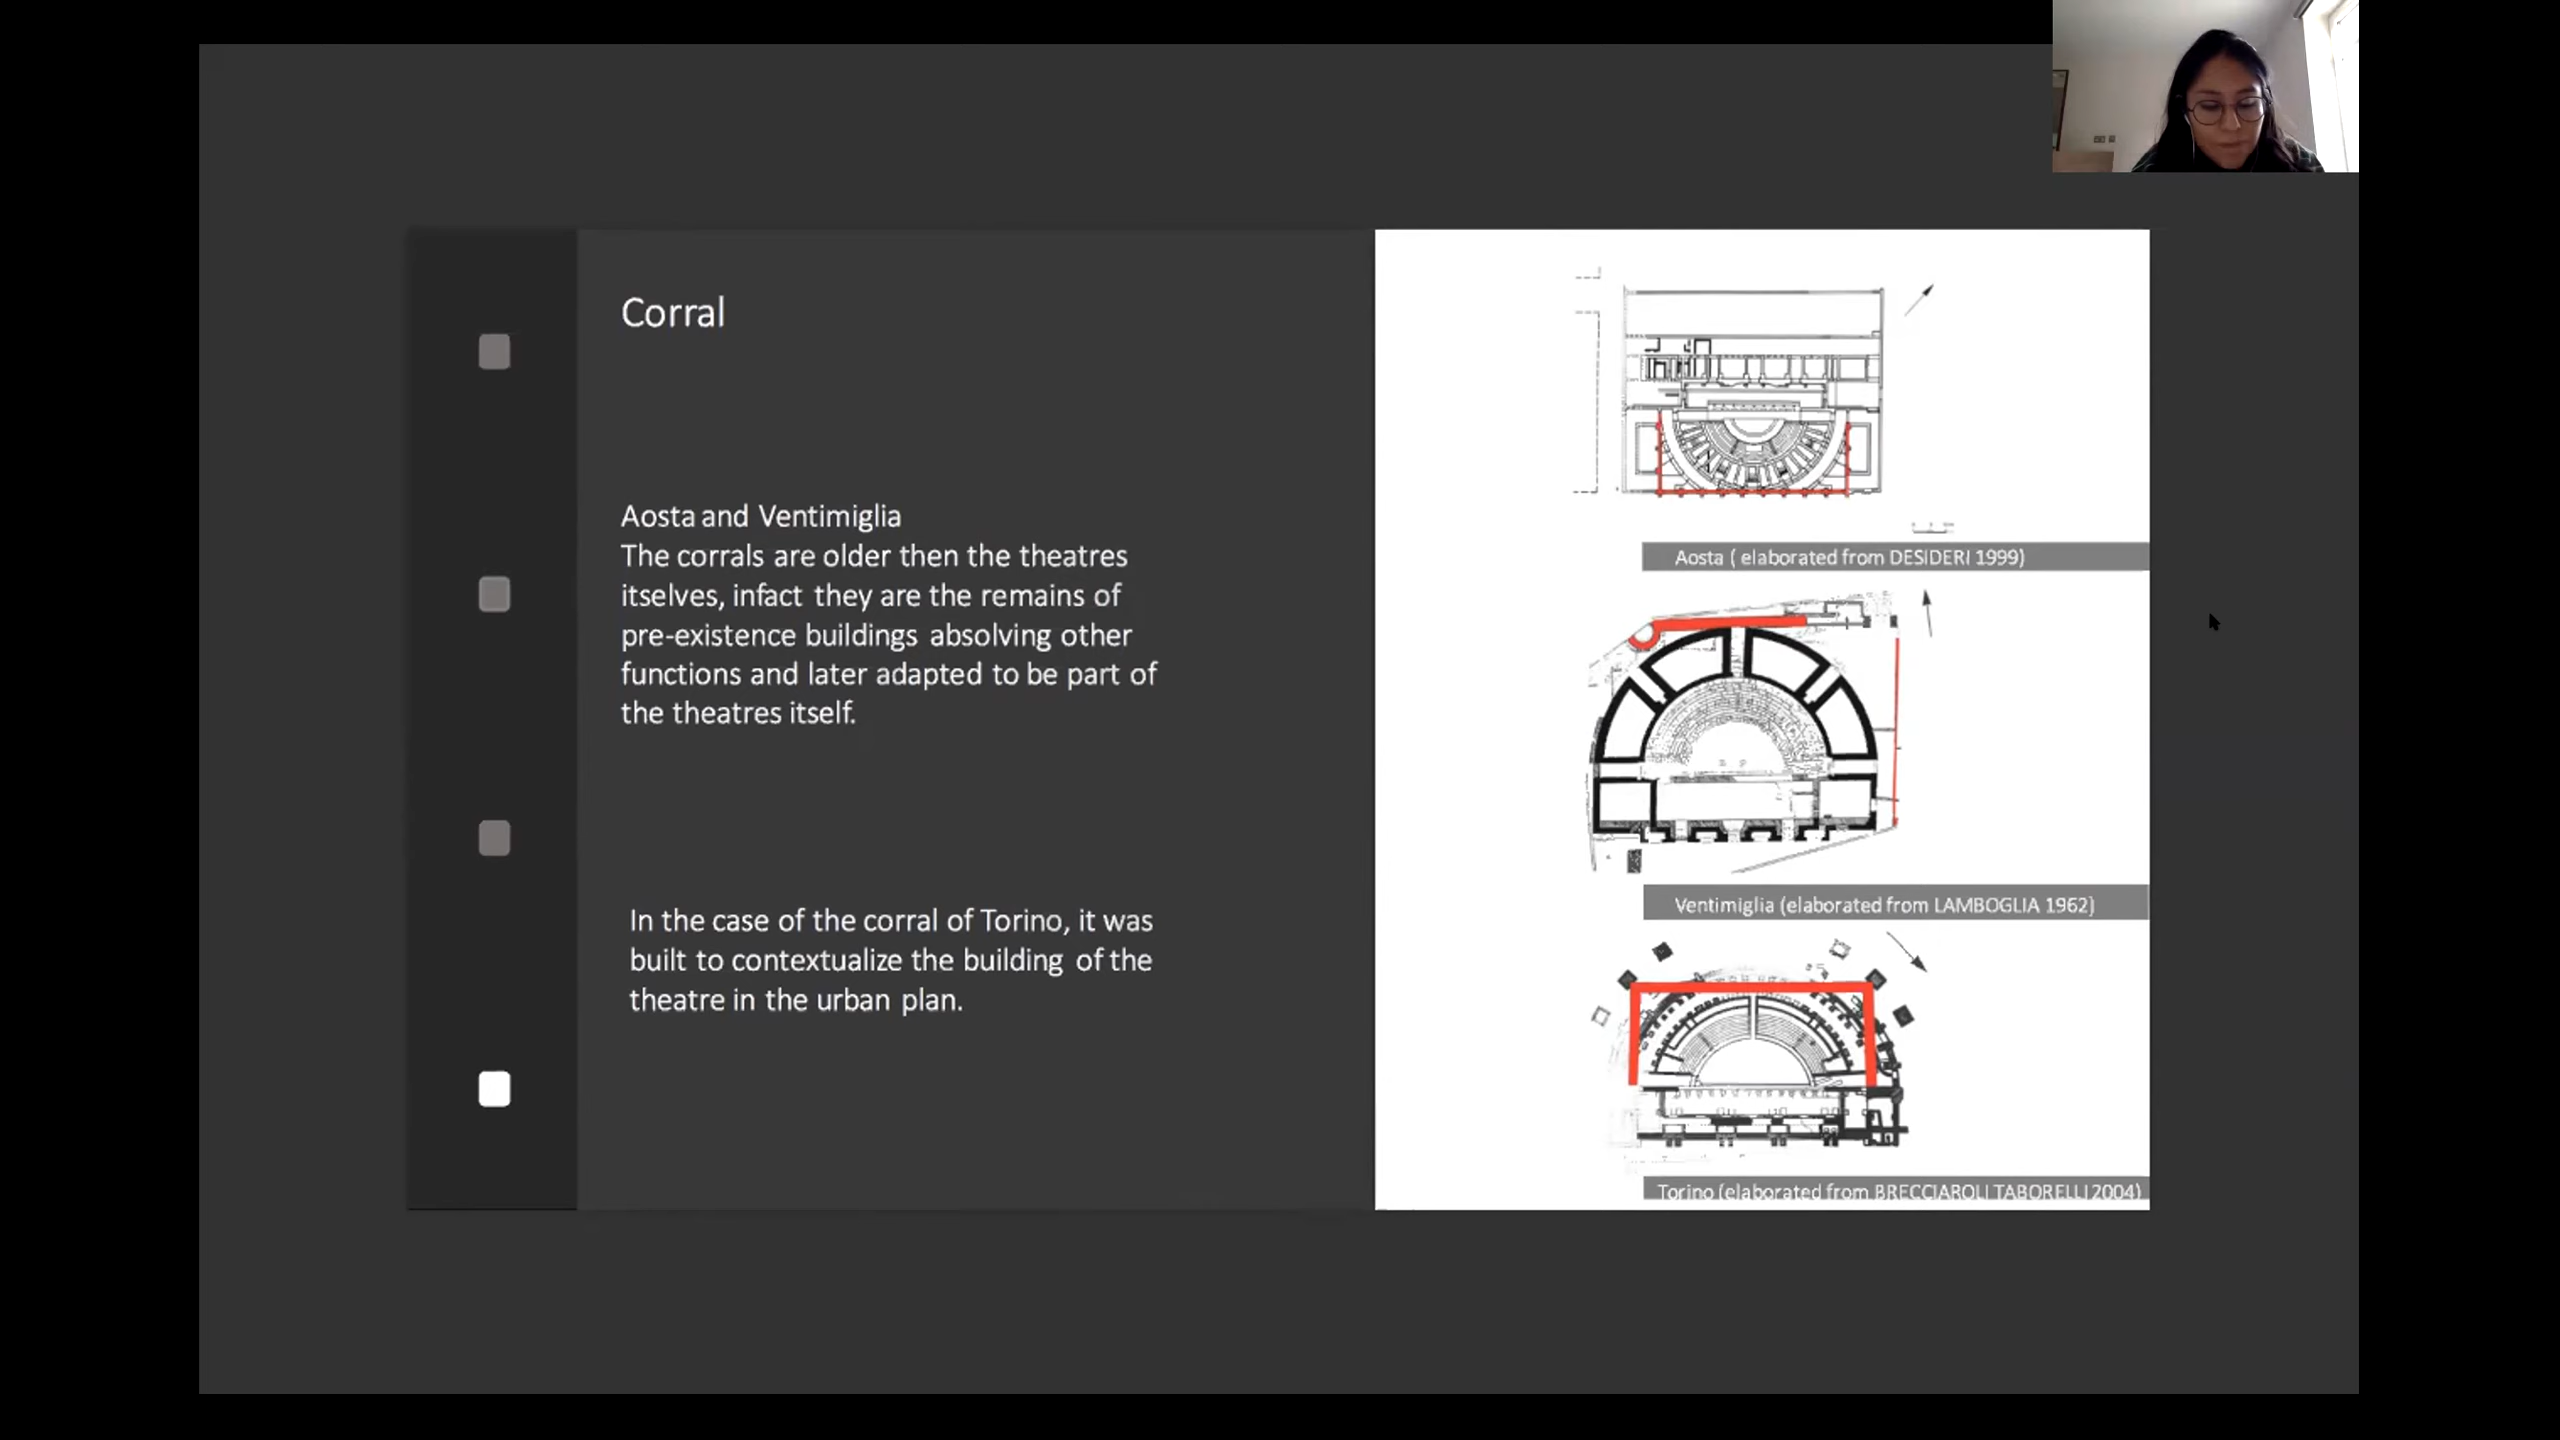 Corral
Aosta and Ventimiglia
The corrals are older then the theatres
itselves, infact they are the remains of
pre-existence buildings absolving other
functions and later adapted to be part of
the theatres itself.
In the case of the corral of Torino, it was
built to contextualize the building of the
theatre in the urban plan.
Aosta ( elaborated from DESIDERI 1999)
Ventimiglia (elaborated from LAMBOGLIA 1962)
Torino (elaborated from BRECCIAROLI TABORELLI 2004)